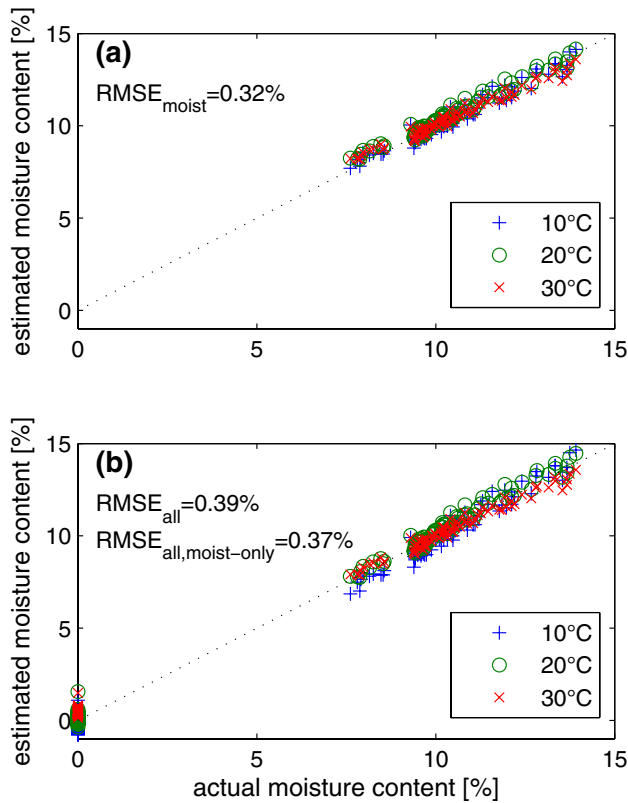 (a)
RMSE_moist=0.32%
estimated moisture content [%]
15
10
5
0
0 5 10 15
10°C
20°C
30°C
(b)
RMSE_all=0.39%
RMSE_all,moist-only=0.37%
estimated moisture content [%]
15
10
5
0
0 5 10 15
10°C
20°C
30°C
actual moisture content [%]